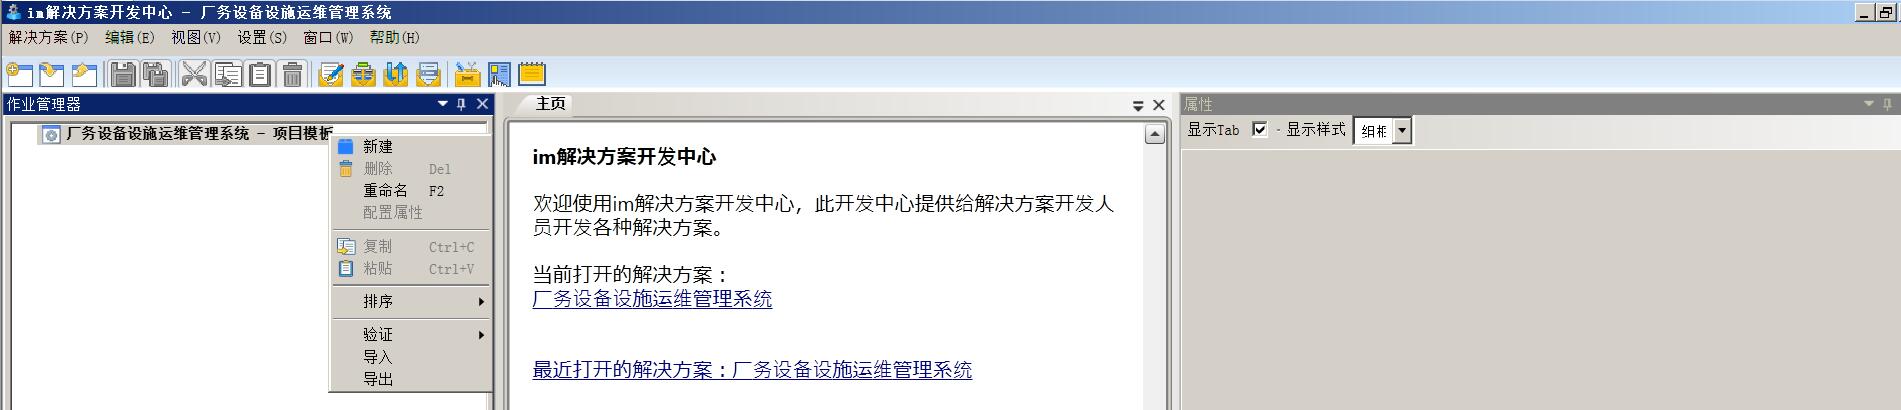 im解决方案开发中心 - 厂务设备设施运维管理系统
解决方案(P) 编辑(E) 视图(V) 设置(S) 窗口(W) 帮助(H)
作业管理器
厂务设备设施运维管理系统 - 项目模板
新建
删除 Del
重命名 F2
配置属性
复制 Ctrl+C
粘贴 Ctrl+V
排序
验证
导入
导出
主页
im解决方案开发中心
欢迎使用im解决方案开发中心，此开发中心提供给解决方案开发人
员开发各种解决方案。
当前打开的解决方案：
厂务设备设施运维管理系统
最近打开的解决方案：厂务设备设施运维管理系统
属性
显示Tab - 显示样式 细